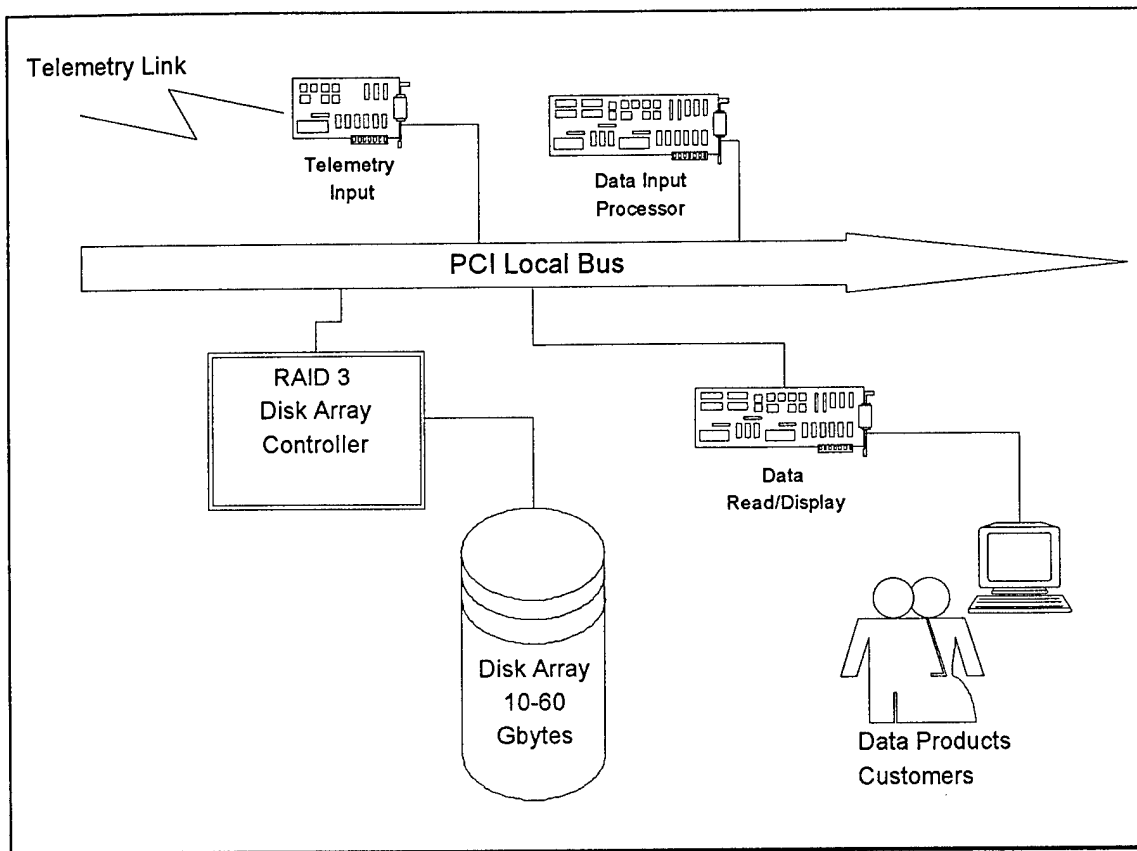 Telemetry Link
Telemetry
Input
Data Input
Processor
PCI Local Bus
RAID 3
Disk Array
Controller
Data
Read/Display
Disk Array
10-60
Gbytes
Data Products
Customers